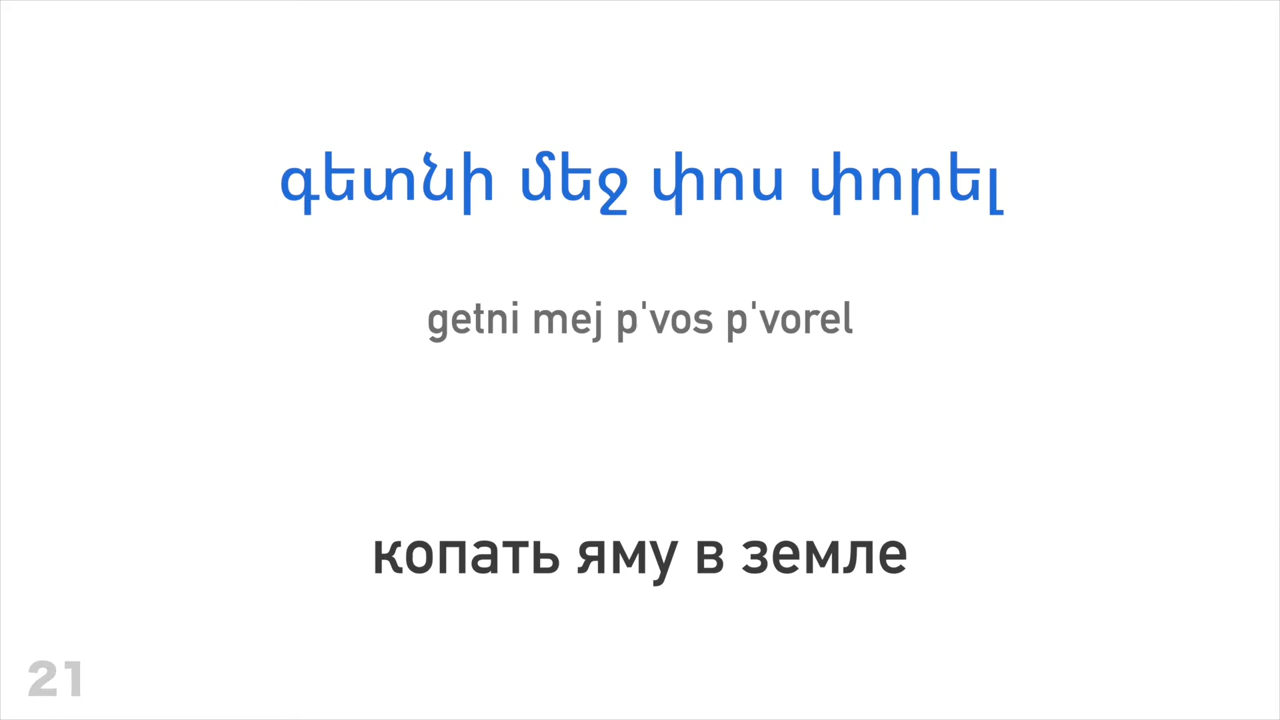 գետնի մեջ փոս փորել
getni mej p'vos p'vorel
копать яму в земле
21